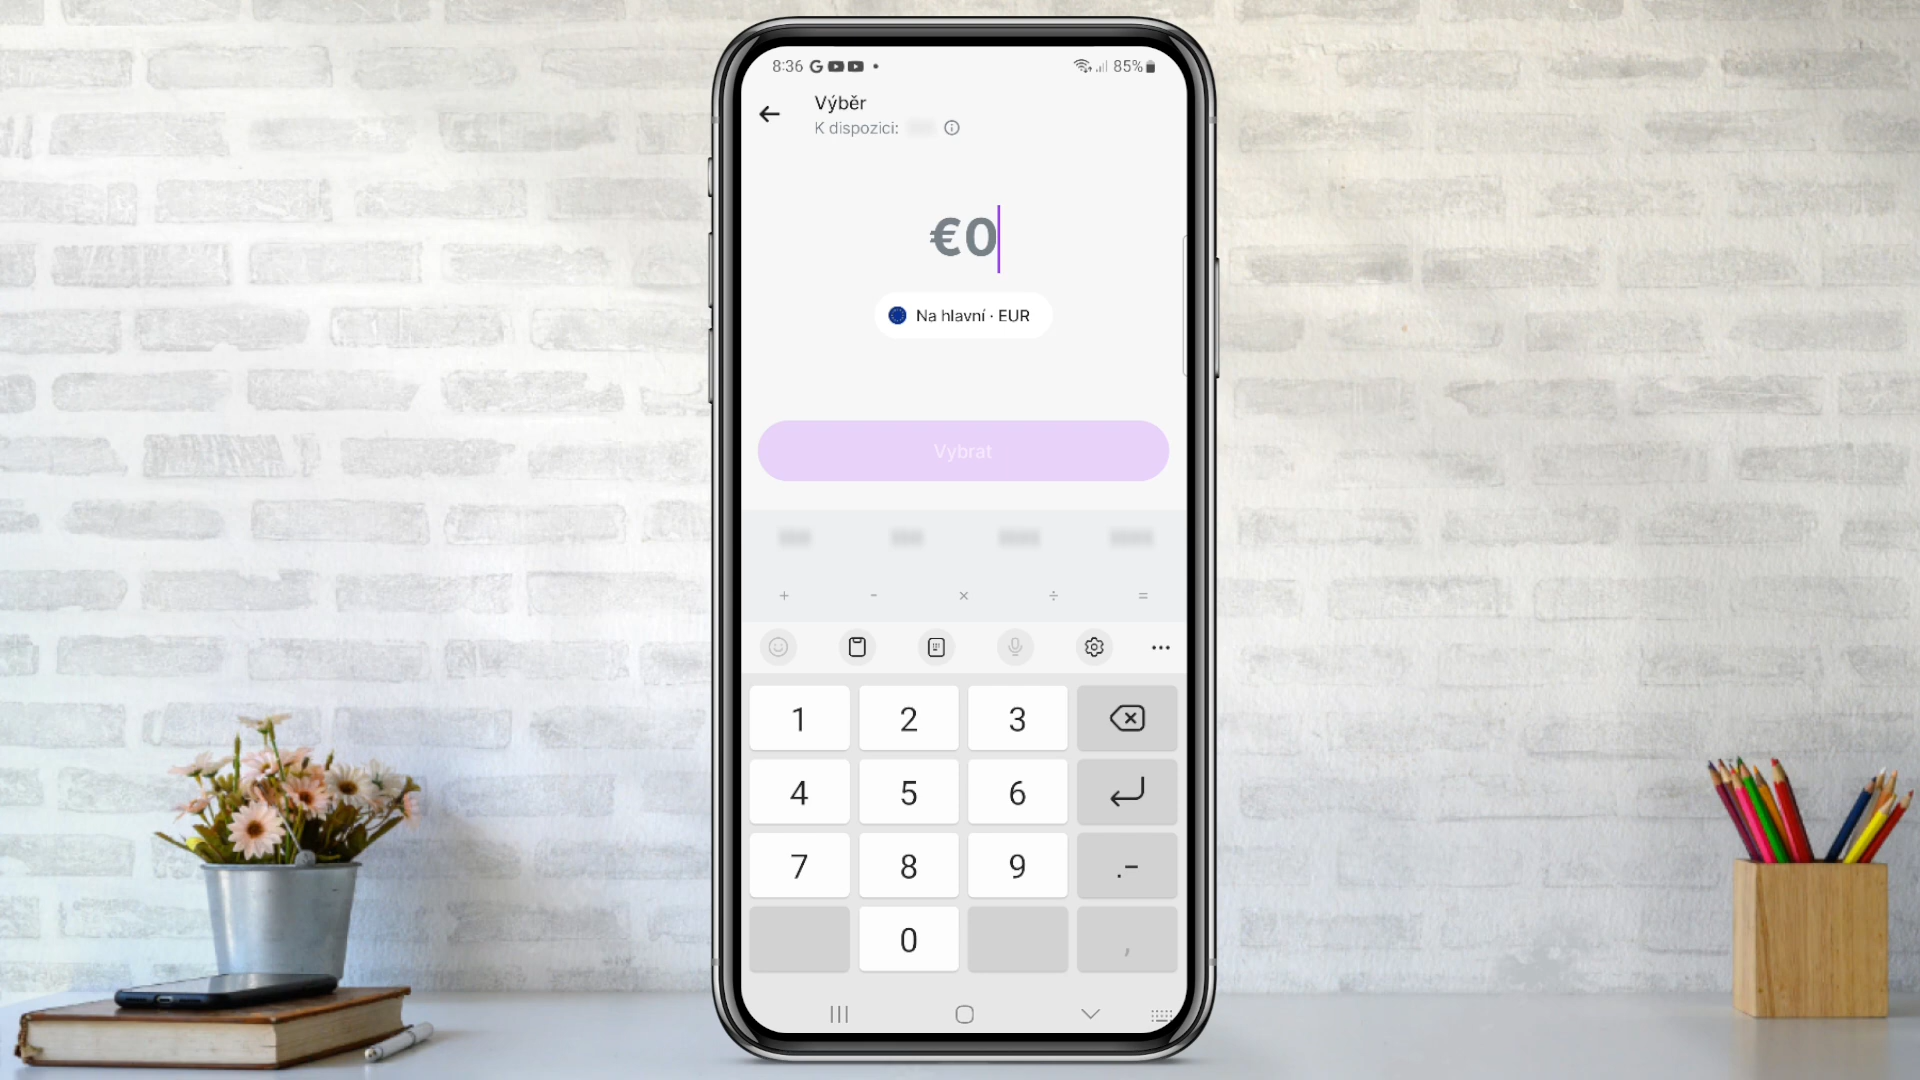 8:36 G 85%
Výběr
K dispozici:
€0
Na hlavní · EUR
Vybrat
+ - × ÷ =
1 2 3
4 5 6
7 8 9 .-
0 ,